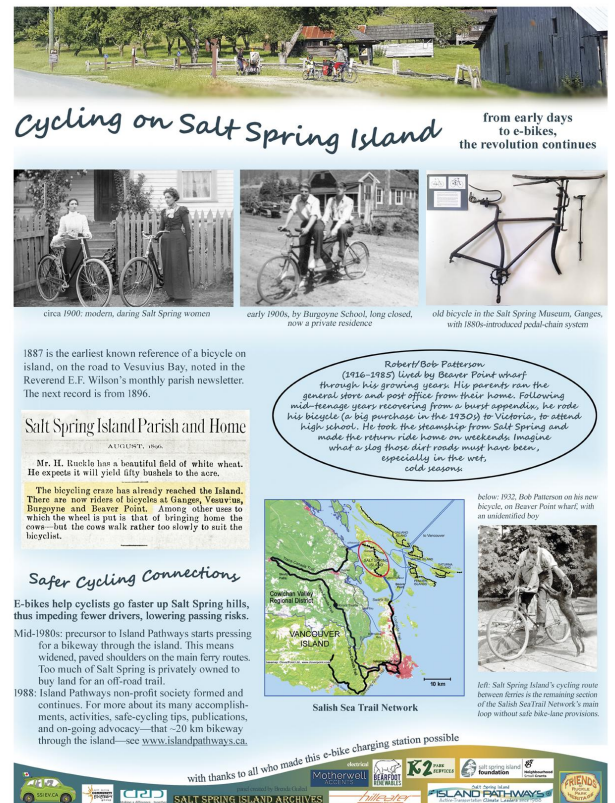 Cycling on Salt Spring Island
from early days
to e-bikes,
the revolution continues
circa 1900: modern, daring Salt Spring women
early 1900s, by Burgoyne School, long closed,
now a private residence
old bicycle in the Salt Spring Museum, Ganges,
with 1880s-introduced pedal-chain system
1887 is the earliest known reference of a bicycle on
island, on the road to Vesuvius Bay, noted in the
Reverend E.F. Wilson's monthly parish newsletter.
The next record is from 1896.
Salt Spring Island Parish and Home
AUGUST, 1896.
Mr. H. Ruckle has a beautiful field of white wheat.
He expects it will yield fifty bushels to the acre.
The bicycling craze has already reached the Island.
There are now riders of bicycles at Ganges, Vesuvius,
Burgoyne and Beaver Point. Among other uses to
which the wheel is put is that of bringing home the
cows—but the cows walk rather too slowly to suit the
bicyclist.
Robert/Bob Patterson
(1916-1985) lived by Beaver Point wharf
through his growing years. His parents ran the
general store and post office from their home. Following
mid-teenage years recovering from a burst appendix, he rode
his bicycle (a big purchase in the 1930s) to Victoria, to attend
high school. He took the steamship from Salt Spring and
made the return ride home on weekends. Imagine
what a slog those dirt roads must have been,
especially in the wet,
cold seasons.
Safer Cycling Connections
E-bikes help cyclists go faster up Salt Spring hills,
thus impeding fewer drivers, lowering passing risks.
Mid-1980s: precursor to Island Pathways starts pressing
for a bikeway through the island. This means
widened, paved shoulders on the main ferry routes.
Too much of Salt Spring is privately owned to
buy land for an off-road trail.
1988: Island Pathways non-profit society formed and
continues. For more about its many accomplish-
ments, activities, safe-cycling tips, publications,
and on-going advocacy—that ~20 km bikeway
through the island—see www.islandpathways.ca.
Cowichan Valley
Regional District
VANCOUVER
ISLAND
to Vancouver
10 km
Salish Sea Trail Network
below: 1932, Bob Patterson on his new
bicycle, on Beaver Point wharf, with
an unidentified boy
left: Salt Spring Island's cycling route
between ferries is the remaining section
of the Salish SeaTrail Network's main
loop without safe bike-lane provisions.
with thanks to all who made this e-bike charging station possible
SSI/EV.ca
CRD
SALT SPRING ISLAND ARCHIVES
electrical
Motherwell
ACCENTS
BEARFOOT
RENEWABLES
K2 PARK
SERVICES
salt spring island
foundation
Neighbourhood
Small Grants
ISLAND PATHWAYS
FRIENDS